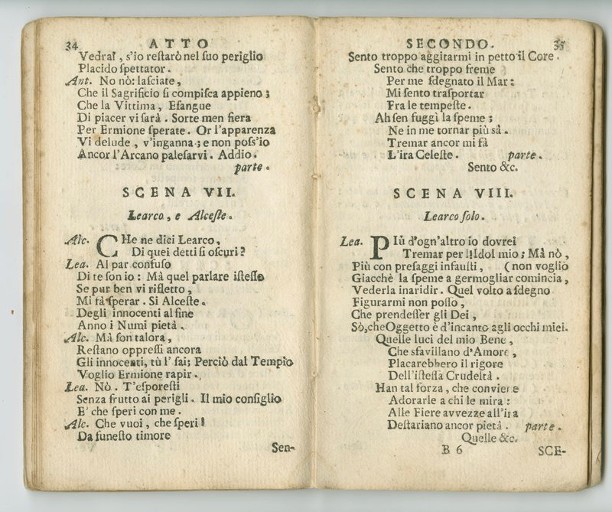 34 ATTO
Vedrai, s'io restarò nel suo periglio
Placido spettator.
Ant. No nò: lasciate,
Che il Sagrificio si compisca appieno;
Che la Vittima, Esangue
Di piacer vi sarà. Sorte men fiera
Per Ermione sperate. Or l'apparenza
Vi delude, v'inganna: e non poss'io
Ancor l'Arcano palesarvi. Addio.
parte.
SCENA VII.
Learco, e Alceste.
Alc. CHe ne dici Learco,
Di quei detti sì oscuri?
Lea. Al par confuso
Di te son io: Mà quel parlare istesso
Se pur ben vi rifletto,
Mi fà sperar. Sì Alceste.
Degli innocenti al fine
Anno i Numi pietà.
Alc. Mà son talora,
Restano oppressi ancora
Gli innocenti, tù l' sai; Perciò dal Tempio
Voglio Ermione rapir.
Lea. Nò. T'esporesti
Senza frutto ai perigli. Il mio consiglio
E' che speri con me.
Alc. Che vuoi, che speri!
Da funesto timore
Sen-
SECONDO. 35
Sento troppo aggitarmi in petto il Core.
Sento che troppo freme
Per me sdegnato il Mar:
Mi sento trasportar
Fra le tempeste.
Ah sen fuggì la speme;
Ne in me tornar più sà.
Tremar ancor mi fà
L'ira Celeste. parte.
Sento &c.
SCENA VIII.
Learco solo.
Lea. PIù d'ogn'altro io dovrei
Tremar per l'Idol mio: Mà nò,
Più con presaggi infausti, (non voglio
Giacchè la speme a germogliar comincia,
Vederla inaridir. Quel volto a sdegno
Figurarmi non posso,
Che prendesser gli Dei,
Sò, che Oggetto è d'incanto agli occhi miei.
Quelle luci del mio Bene,
Che sfavillano d'Amore,
Placarebbero il rigore
Dell'istessa Crudeltà.
Han tal forza, che conviene
Adorarle a chi le mira:
Alle Fiere avvezze all'ira
Destariano ancor pietà. parte.
Quelle &c.
B 6 SCE-